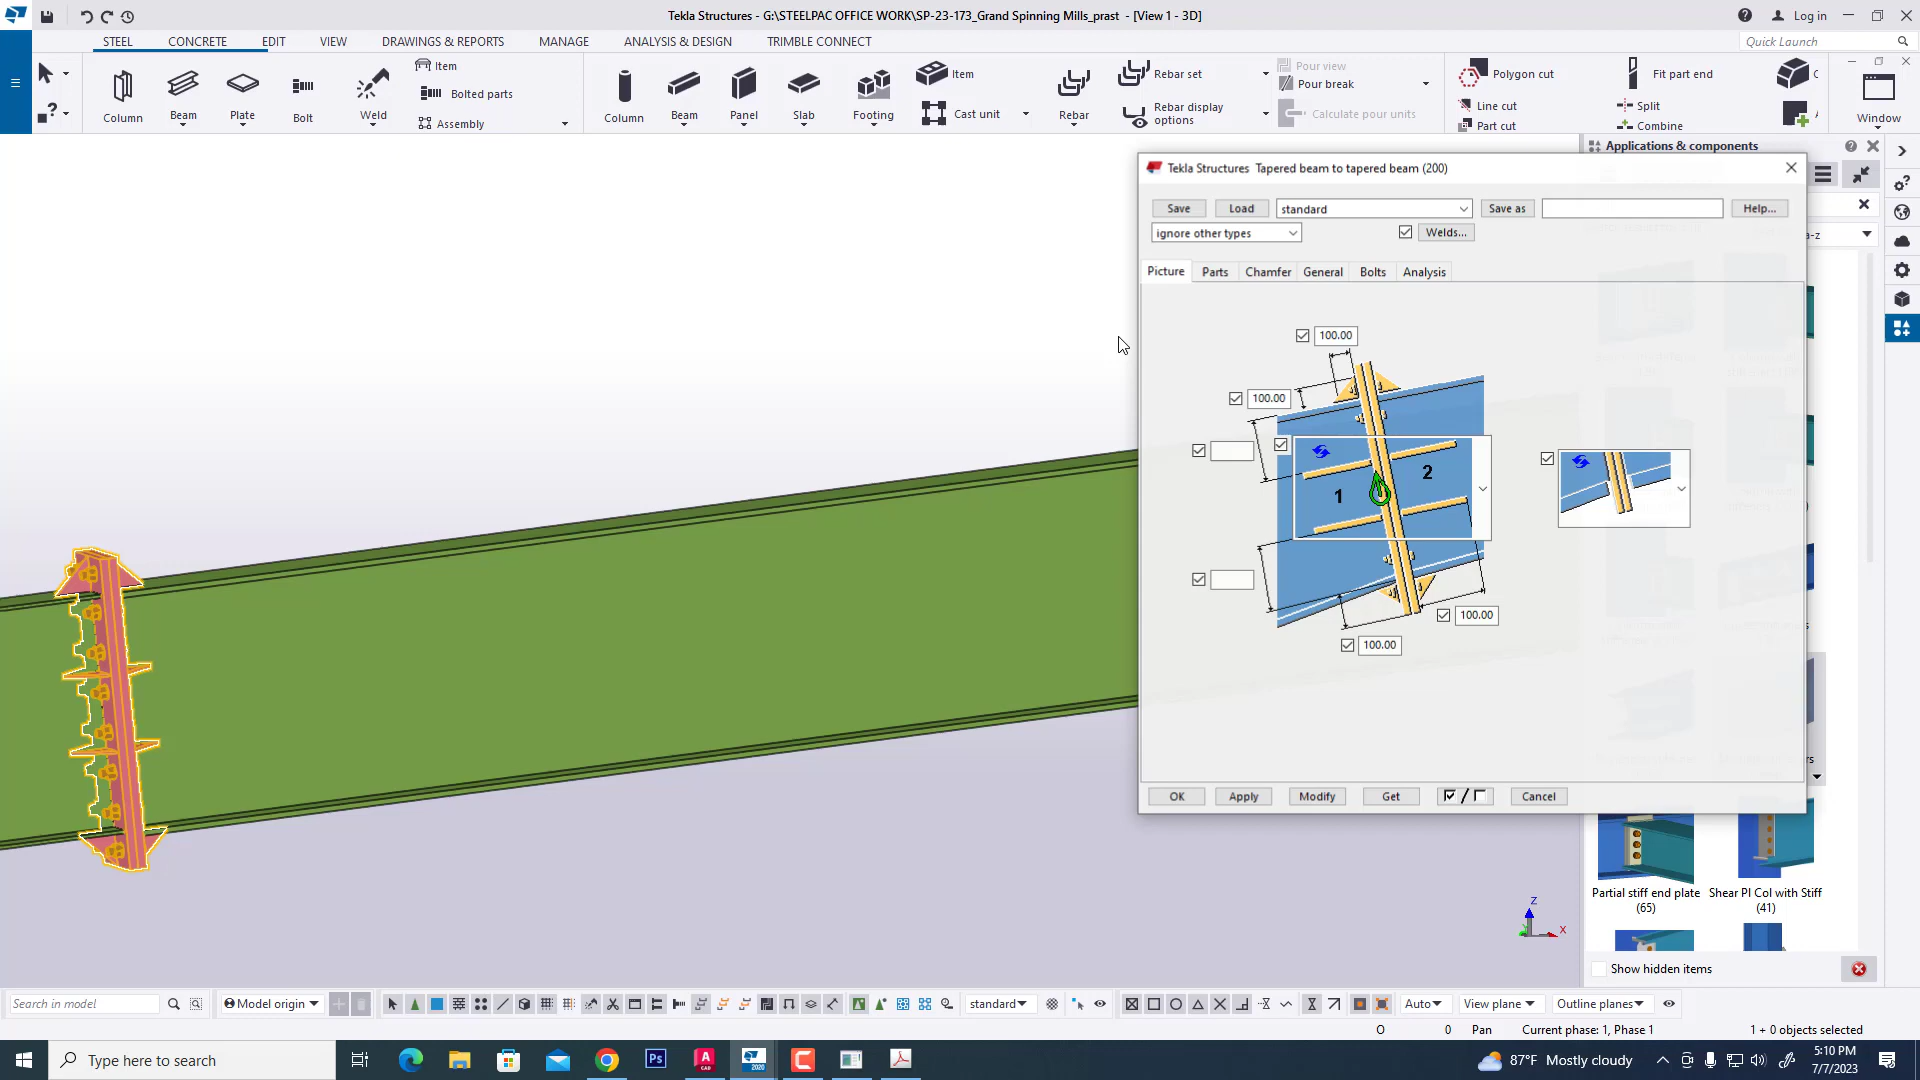 Tekla Structures - G:\STEELPAC OFFICE WORK\SP-23-173_Grand Spinning Mills_prast - [View 1 - 3D]
Log in
STEEL CONCRETE EDIT VIEW DRAWINGS & REPORTS MANAGE ANALYSIS & DESIGN TRIMBLE CONNECT
Quick Launch
Column Beam Plate Bolt Weld
Item
Bolted parts
Assembly
Column Beam Panel Slab Footing
Item
Cast unit
Rebar
Rebar set
Rebar display options
Pour view
Pour break
Calculate pour units
Polygon cut
Line cut
Part cut
Fit part end
Split
Combine
Window
Applications & components
a-z
Tekla Structures Tapered beam to tapered beam (200)
Save Load standard Save as Help...
ignore other types Welds...
Picture Parts Chamfer General Bolts Analysis
100.00
100.00
1 2
100.00
100.00
OK Apply Modify Get / Cancel
Partial stiff end plate (65)
Shear Pl Col with Stiff (41)
Show hidden items
Z
X
Search in model
Model origin
standard
Auto
View plane
Outline planes
O 0 Pan Current phase: 1, Phase 1 1 + 0 objects selected
Type here to search
87°F Mostly cloudy
5:10 PM
7/7/2023